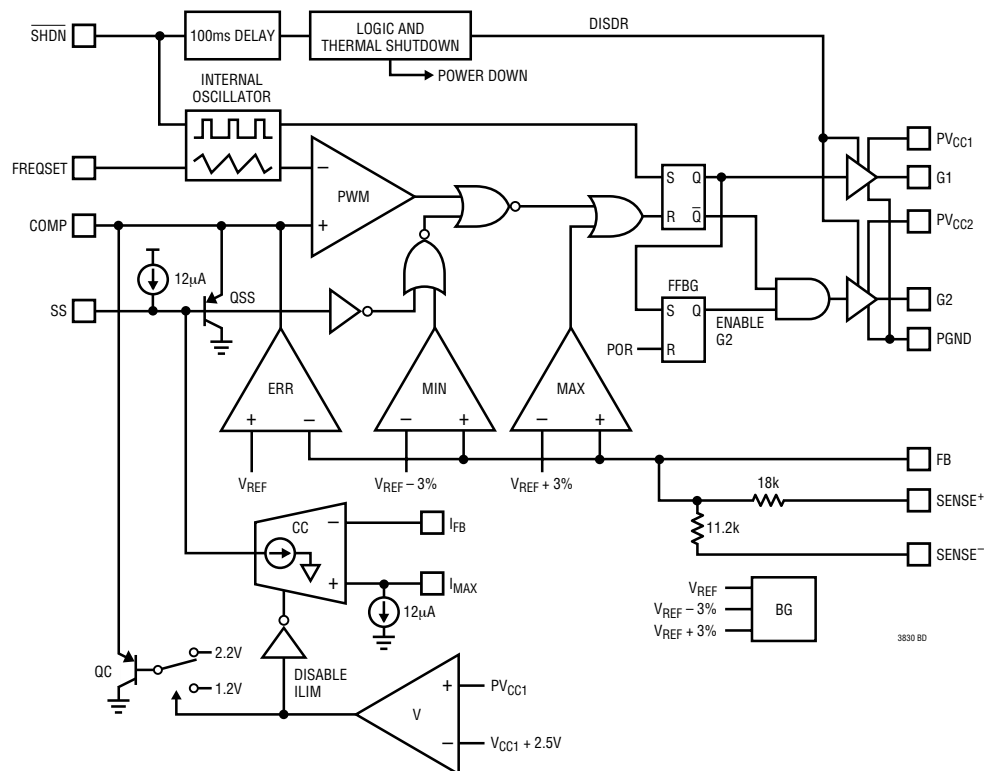 SHDN
100ms DELAY
LOGIC AND
THERMAL SHUTDOWN
DISDR
POWER DOWN
INTERNAL
OSCILLATOR
FREQSET
PWM
−
+
COMP
12µA
SS
QSS
S Q
R Q
FFBG
S Q
R
POR
ENABLE
G2
PVCC1
G1
PVCC2
G2
PGND
ERR
+ −
MIN
− +
MAX
− +
VREF
VREF – 3%
VREF + 3%
FB
18k
SENSE+
11.2k
SENSE–
CC
−
+
IFB
IMAX
12µA
VREF
VREF – 3%
VREF + 3%
BG
3830 BD
QC
2.2V
1.2V
DISABLE
ILIM
V
+
−
PVCC1
VCC1 + 2.5V